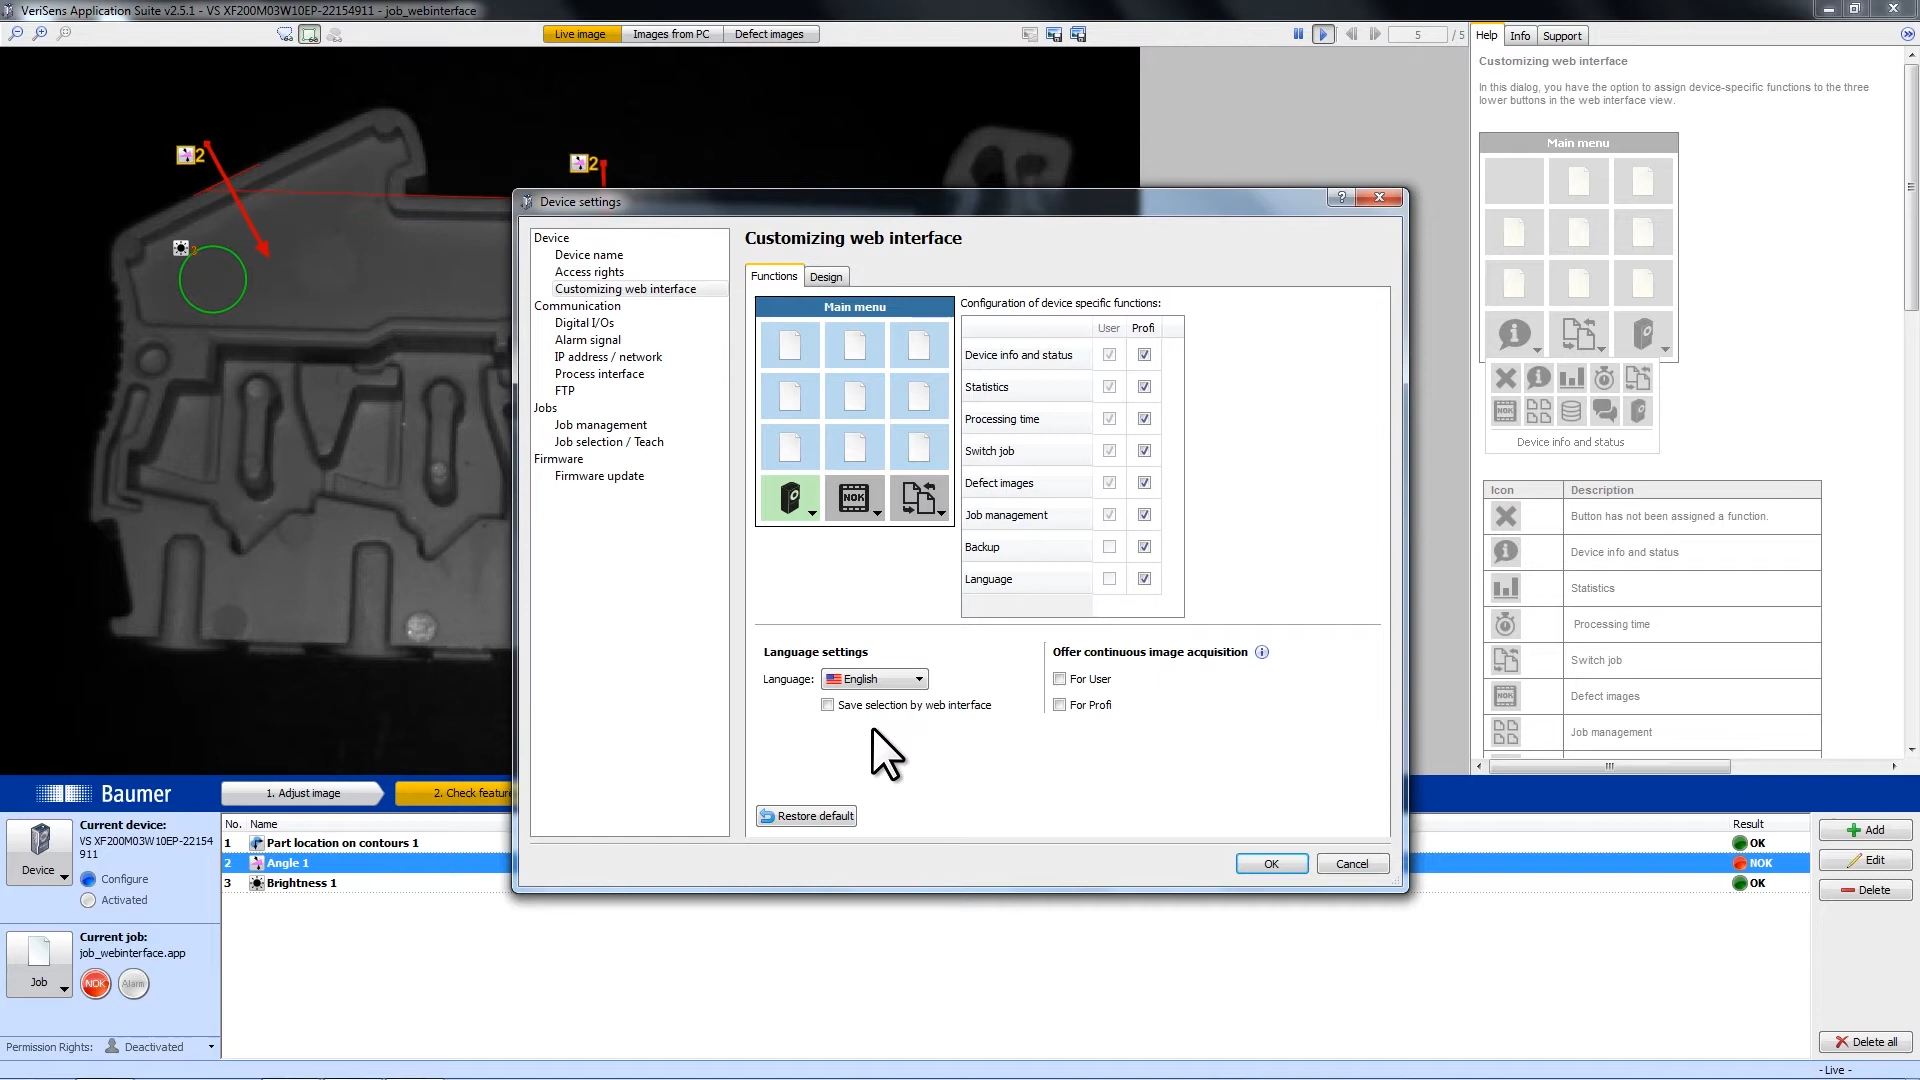 VeriSens Application Suite v2.5.1 - VS XF200M03W10EP-22154911 - job_webinterface
Live image
Images from PC
Defect images
5
/ 5
Help
Info
Support
Customizing web interface
In this dialog, you have the option to assign device-specific functions to the three
lower buttons in the web interface view.
Main menu
NOK
Device info and status
Icon
Description
Button has not been assigned a function.
Device info and status
Statistics
Processing time
Switch job
NOK
Defect images
Job management
2
2
Device settings
?
Device
Device name
Access rights
Customizing web interface
Communication
Digital I/Os
Alarm signal
IP address / network
Process interface
FTP
Jobs
Job management
Job selection / Teach
Firmware
Firmware update
Customizing web interface
Functions
Design
Main menu
NOK
Configuration of device specific functions:
User
Profi
Device info and status
Statistics
Processing time
Switch job
Defect images
Job management
Backup
Language
Language settings
Language:
English
Save selection by web interface
Offer continuous image acquisition
For User
For Profi
Restore default
OK
Cancel
Baumer
1. Adjust image
2. Check feature
Device
Current device:
VS XF200M03W10EP-22154
911
Configure
Activated
Job
Current job:
job_webinterface.app
NOK
Alarm
Permission Rights:
Deactivated
No.
Name
Result
1
Part location on contours 1
OK
2
Angle 1
NOK
3
Brightness 1
OK
Add
Edit
Delete
Delete all
- Live -